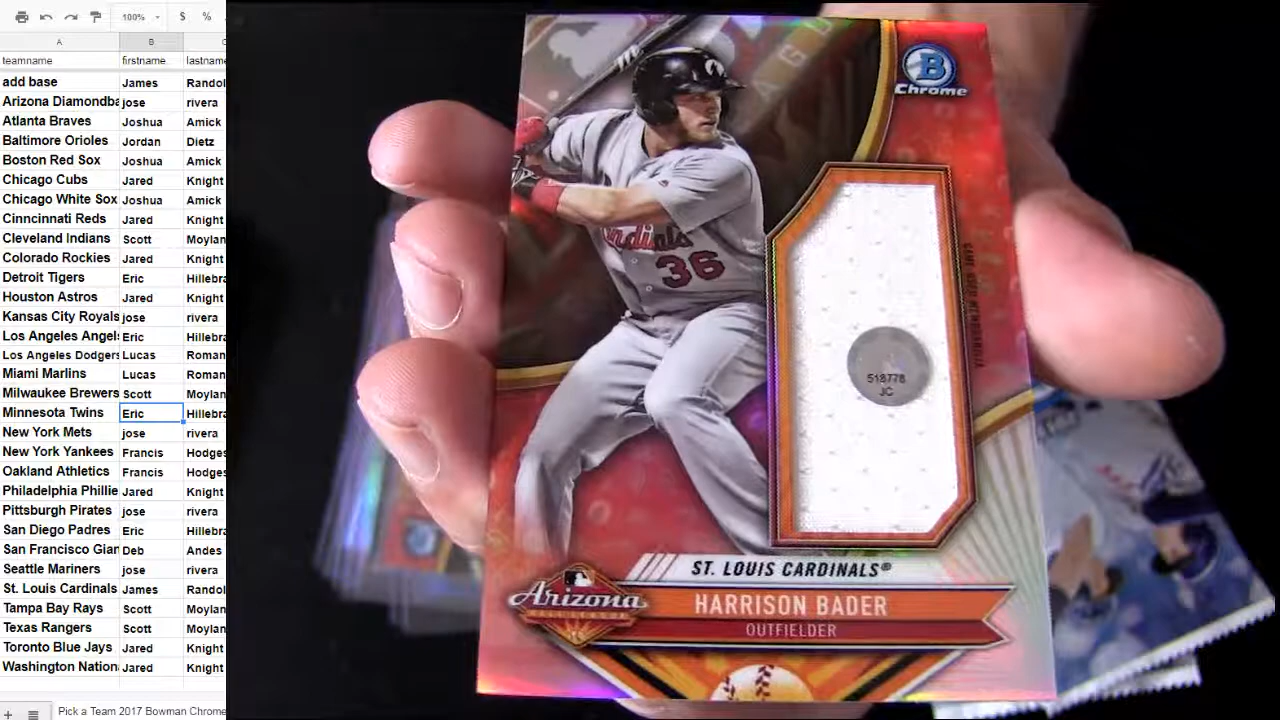 100%
$ %
A B
teamname firstname lastname
add base James Randol
Arizona Diamondba jose rivera
Atlanta Braves Joshua Amick
Baltimore Orioles Jordan Dietz
Boston Red Sox Joshua Amick
Chicago Cubs Jared Knight
Chicago White Sox Joshua Amick
Cinncinnati Reds Jared Knight
Cleveland Indians Scott Moylan
Colorado Rockies Jared Knight
Detroit Tigers Eric Hillebra
Houston Astros Jared Knight
Kansas City Royals jose rivera
Los Angeles Angels Eric Hillebra
Los Angeles Dodgers Lucas Roman
Miami Marlins Lucas Roman
Milwaukee Brewers Scott Moylan
Minnesota Twins Eric Hillebra
New York Mets jose rivera
New York Yankees Francis Hodges
Oakland Athletics Francis Hodges
Philadelphia Phillie Jared Knight
Pittsburgh Pirates jose rivera
San Diego Padres Eric Hillebra
San Francisco Gian Deb Andes
Seattle Mariners jose rivera
St. Louis Cardinals James Randol
Tampa Bay Rays Scott Moylan
Texas Rangers Scott Moylan
Toronto Blue Jays Jared Knight
Washington Nation Jared Knight
Pick a Team 2017 Bowman Chrome
B
Chrome
Cardinals
36
518778
JC
ST. LOUIS CARDINALS®
Arizona
HARRISON BADER
OUTFIELDER